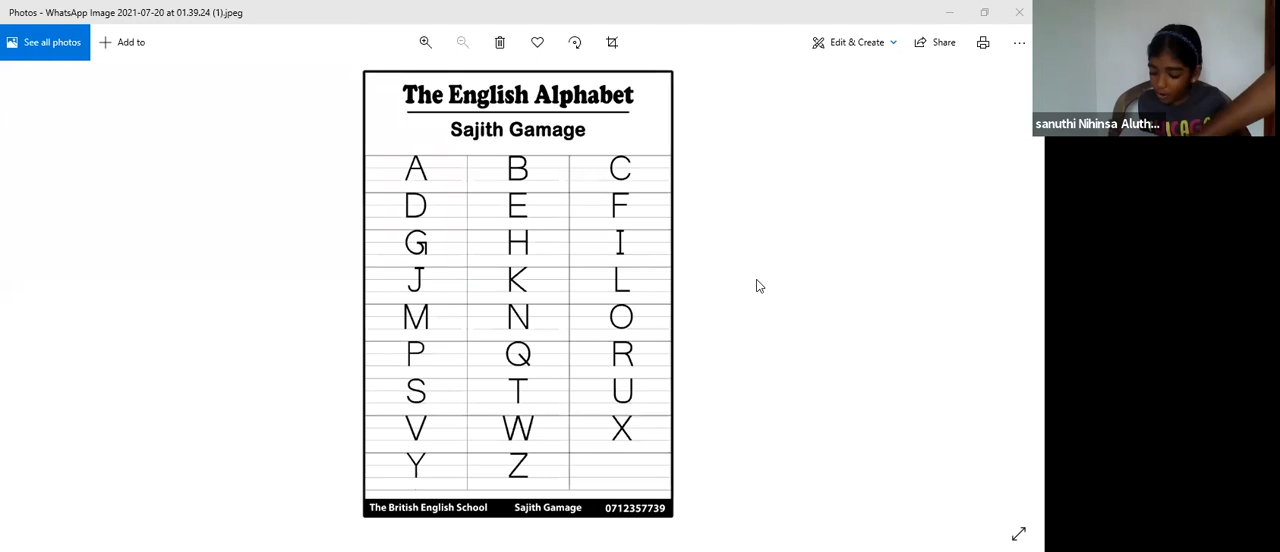 Photos - WhatsApp Image 2021-07-20 at 01.39.24 (1).jpeg
See all photos
Add to
Edit & Create
Share
sanuthi Nihinsa Aluth...
The English Alphabet
Sajith Gamage
A B C
D E F
G H I
J K L
M N O
P Q R
S T U
V W X
Y Z
The British English School Sajith Gamage 0712357739